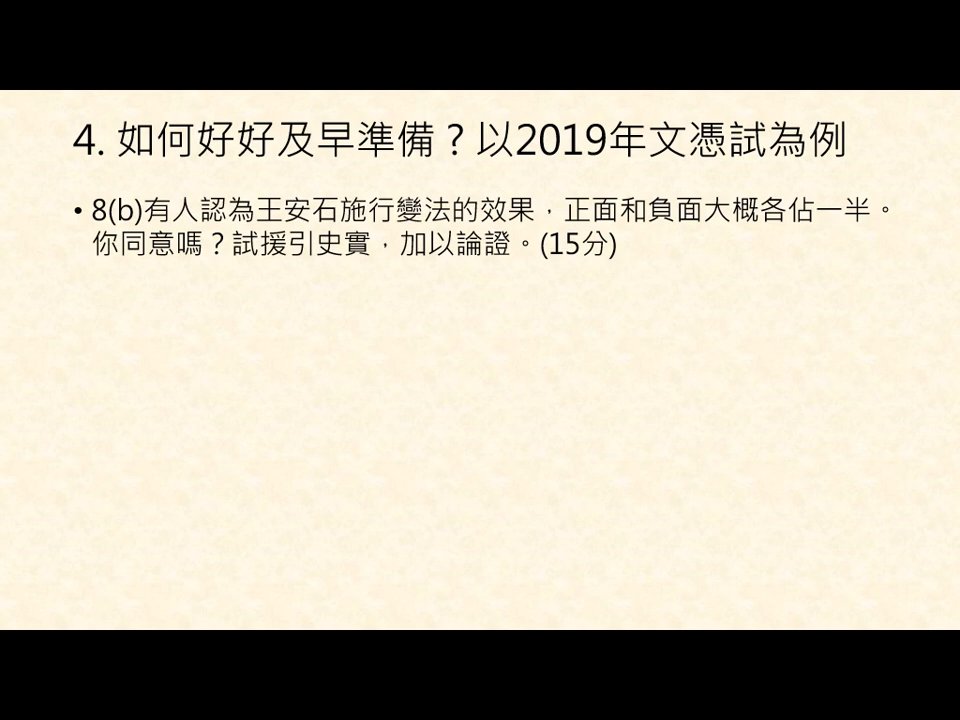 4. 如何好好及早準備？以2019年文憑試為例
• 8(b)有人認為王安石施行變法的效果，正面和負面大概各佔一半。
你同意嗎？試援引史實，加以論證。(15分)